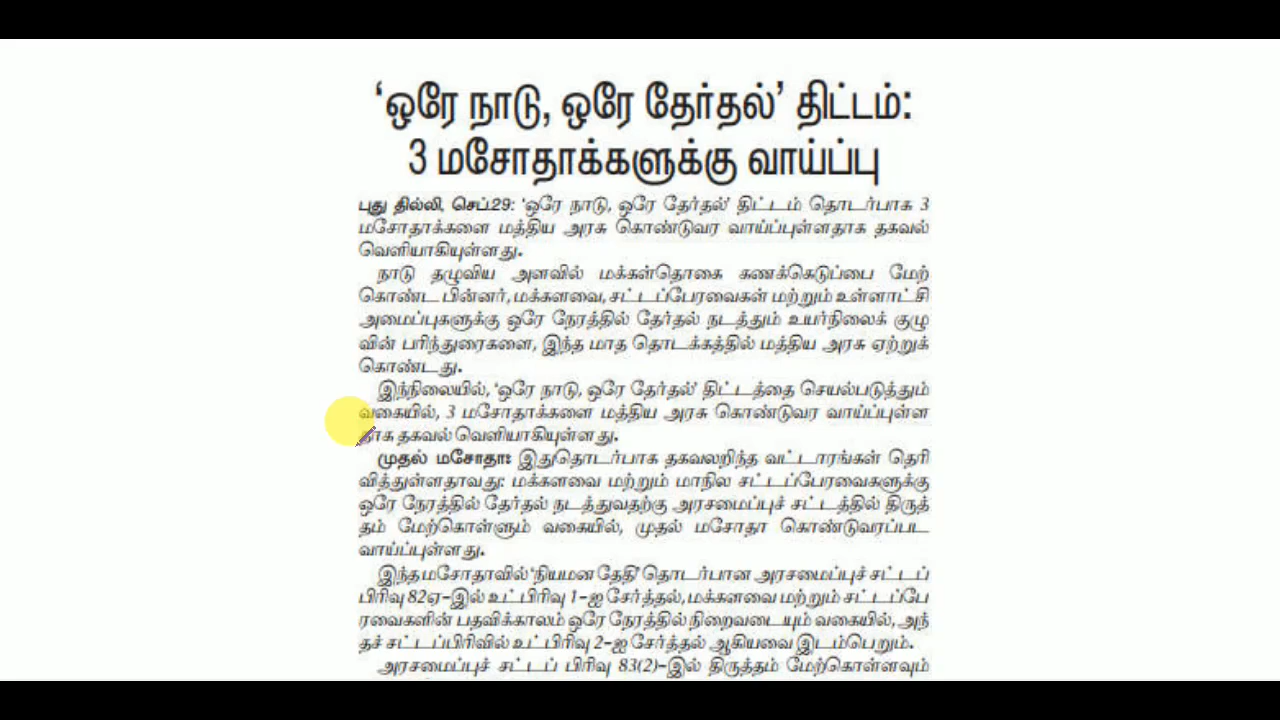 ‘ஒரே நாடு, ஒரே தேர்தல்’ திட்டம்:
3 மசோதாக்களுக்கு வாய்ப்பு
புது தில்லி, செப்.29: ‘ஒரே நாடு, ஒரே தேர்தல்’ திட்டம் தொடர்பாக 3
மசோதாக்களை மத்திய அரசு கொண்டுவர வாய்ப்புள்ளதாக தகவல்
வெளியாகியுள்ளது.
நாடு தழுவிய அளவில் மக்கள்தொகை கணக்கெடுப்பை மேற்
கொண்ட பின்னர், மக்களவை, சட்டப்பேரவைகள் மற்றும் உள்ளாட்சி
அமைப்புகளுக்கு ஒரே நேரத்தில் தேர்தல் நடத்தும் உயர்நிலைக் குழு
வின் பரிந்துரைகளை, இந்த மாத தொடக்கத்தில் மத்திய அரசு ஏற்றுக்
கொண்டது.
இந்நிலையில், ‘ஒரே நாடு, ஒரே தேர்தல்’ திட்டத்தை செயல்படுத்தும்
வகையில், 3 மசோதாக்களை மத்திய அரசு கொண்டுவர வாய்ப்புள்ள
தாக தகவல் வெளியாகியுள்ளது.
முதல் மசோதா: இதுதொடர்பாக தகவலறிந்த வட்டாரங்கள் தெரி
வித்துள்ளதாவது: மக்களவை மற்றும் மாநில சட்டப்பேரவைகளுக்கு
ஒரே நேரத்தில் தேர்தல் நடத்துவதற்கு அரசமைப்புச் சட்டத்தில் திருத்
தம் மேற்கொள்ளும் வகையில், முதல் மசோதா கொண்டுவரப்பட
வாய்ப்புள்ளது.
இந்த மசோதாவில் ‘நியமன தேதி’ தொடர்பான அரசமைப்புச் சட்டப்
பிரிவு 82ஏ-இல் உட்பிரிவு 1-ஐ சேர்த்தல், மக்களவை மற்றும் சட்டப்பே
ரவைகளின் பதவிக்காலம் ஒரே நேரத்தில் நிறைவடையும் வகையில், அந்
தச் சட்டப்பிரிவில் உட்பிரிவு 2-ஐ சேர்த்தல் ஆகியவை இடம்பெறும்.
அரசமைப்புச் சட்டப் பிரிவு 83(2)-இல் திருத்தம் மேற்கொள்ளவும்